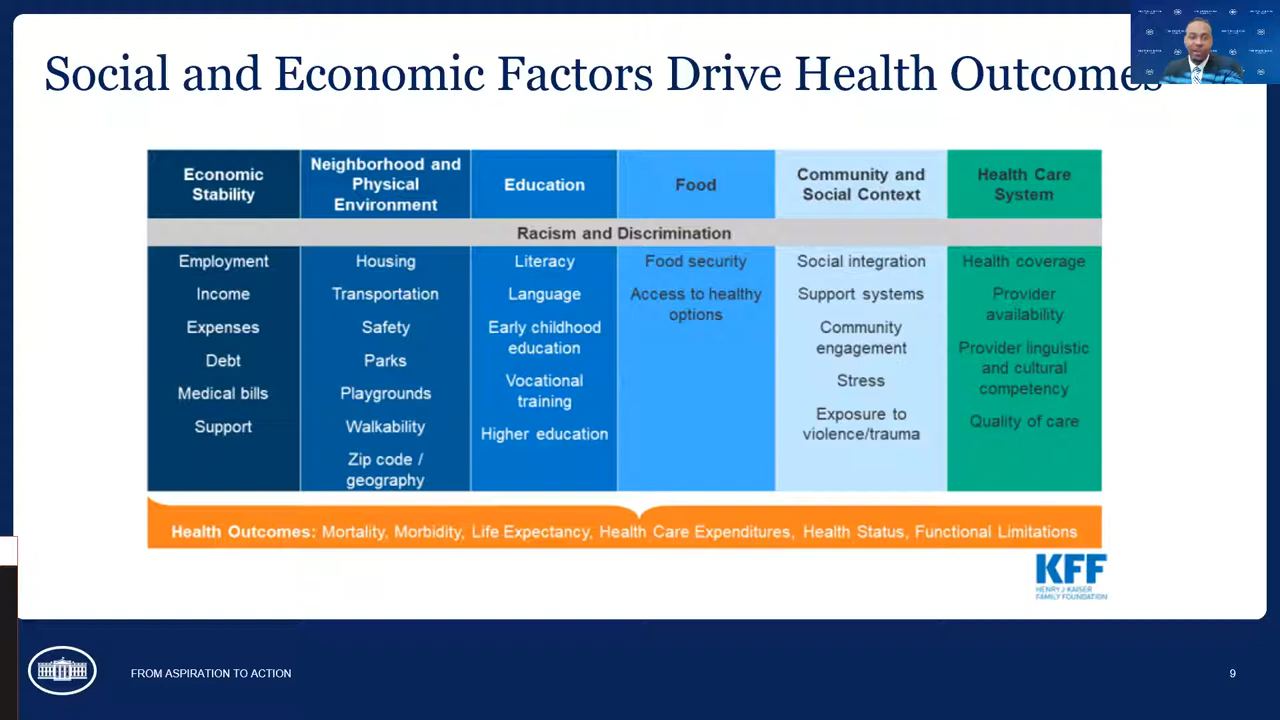 Social and Economic Factors Drive Health Outcomes
Economic
Stability
Neighborhood and
Physical
Environment
Education
Food
Community and
Social Context
Health Care
System
Racism and Discrimination
Employment
Income
Expenses
Debt
Medical bills
Support
Housing
Transportation
Safety
Parks
Playgrounds
Walkability
Zip code /
geography
Literacy
Language
Early childhood
education
Vocational
training
Higher education
Food security
Access to healthy
options
Social integration
Support systems
Community
engagement
Stress
Exposure to
violence/trauma
Health coverage
Provider
availability
Provider linguistic
and cultural
competency
Quality of care
Health Outcomes: Mortality, Morbidity, Life Expectancy, Health Care Expenditures, Health Status, Functional Limitations
KFF
HENRY J KAISER
FAMILY FOUNDATION
FROM ASPIRATION TO ACTION
9